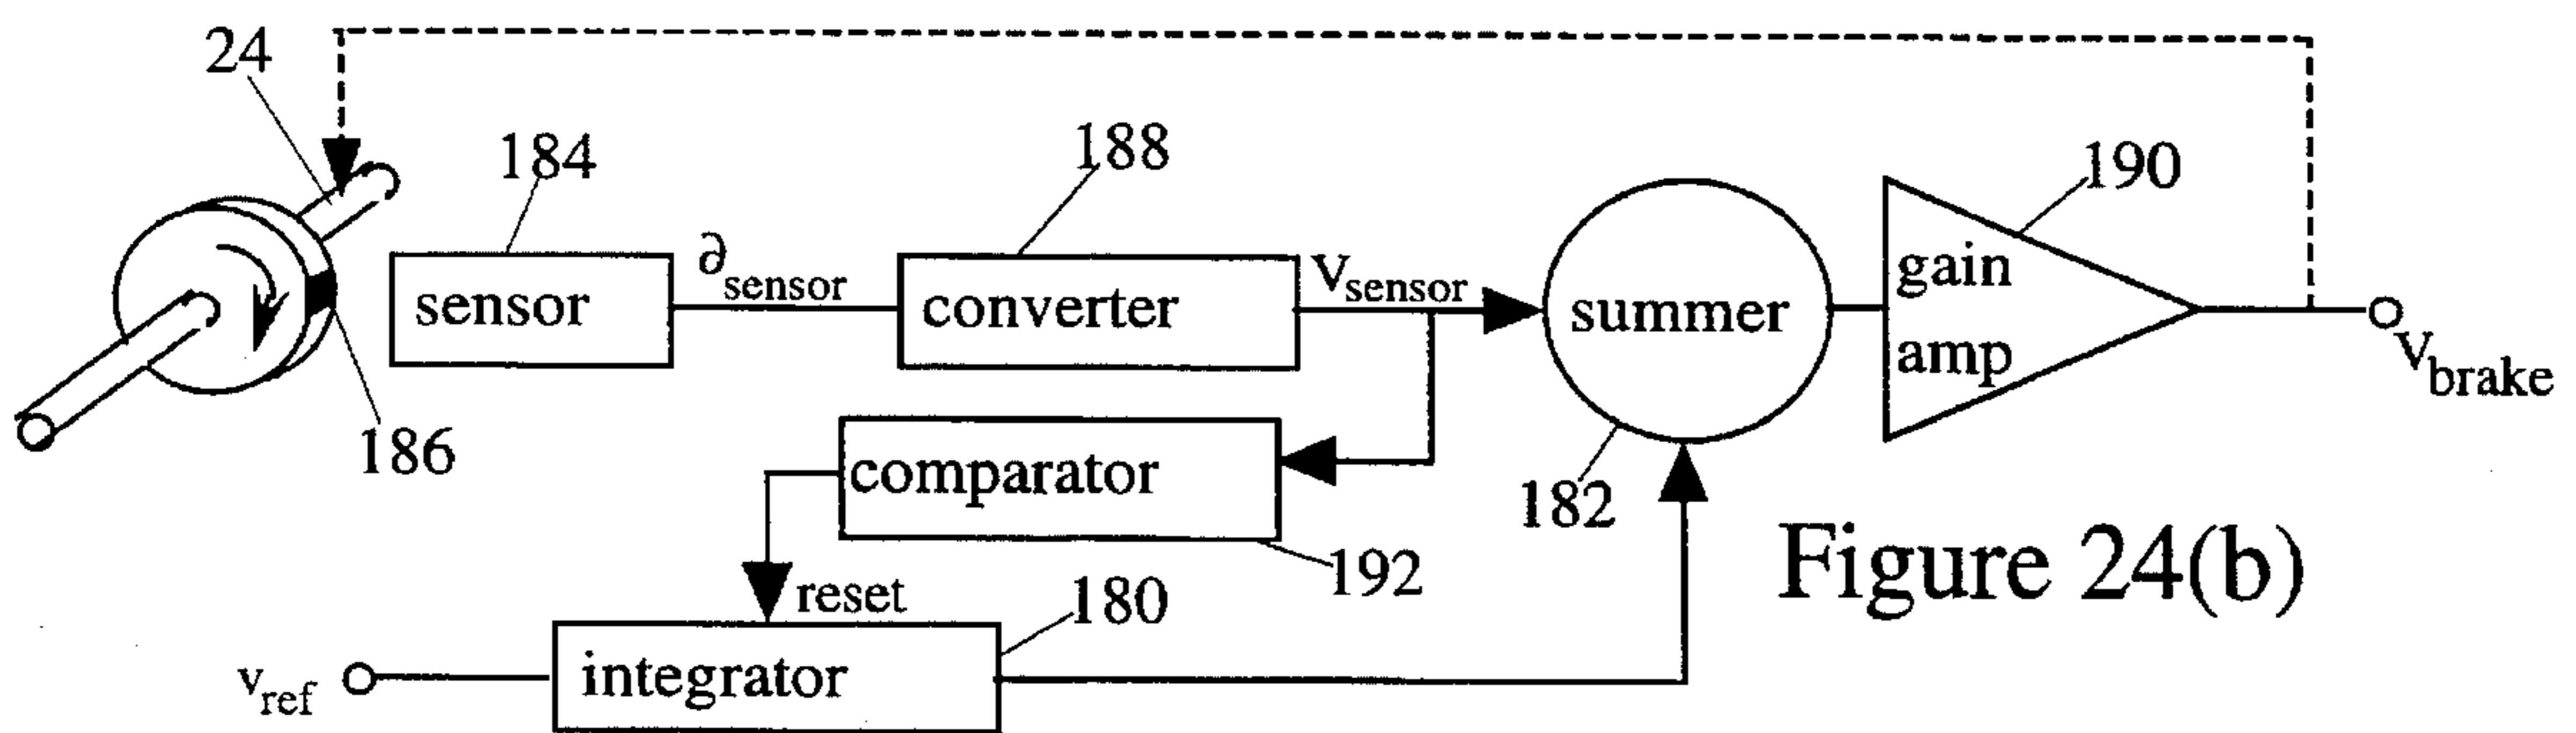 24
184
188
190
∂sensor
Vsensor
sensor
converter
summer
gain
amp
Vbrake
186
comparator
182
192
Figure 24(b)
reset
180
vref
integrator